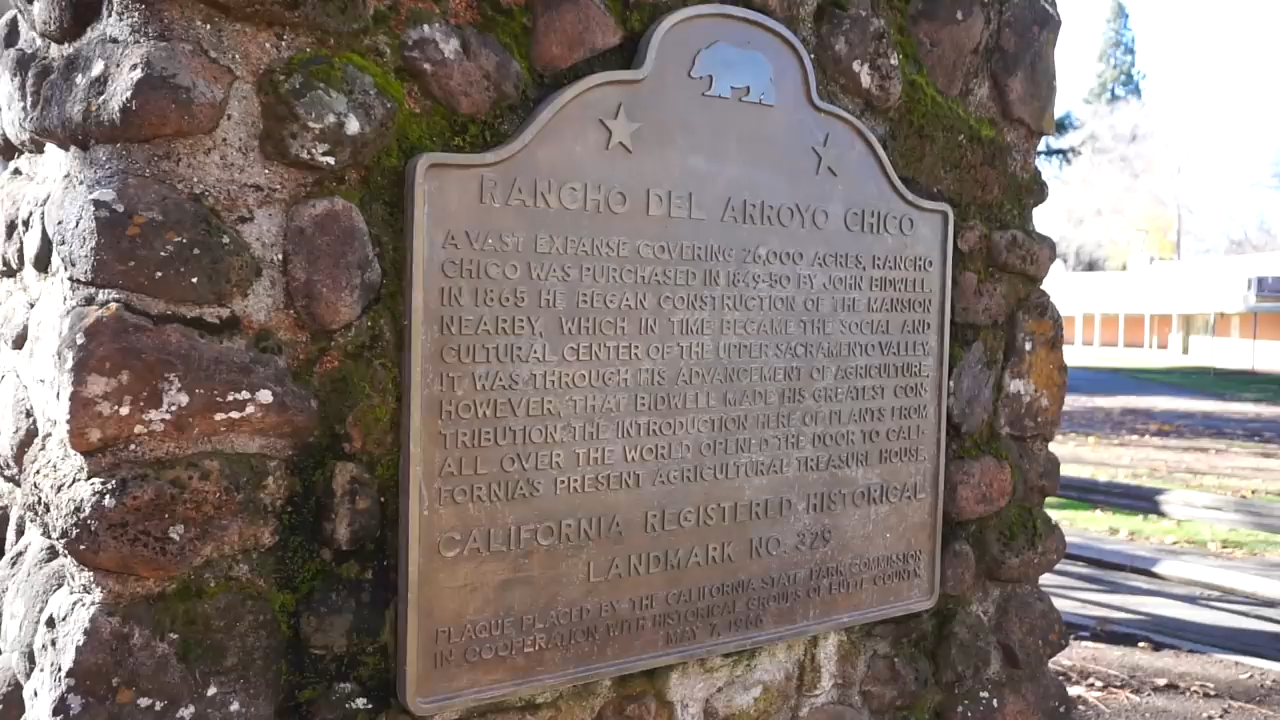 RANCHO DEL ARROYO CHICO
A VAST EXPANSE COVERING 26,000 ACRES, RANCHO
CHICO WAS PURCHASED IN 1849-50 BY JOHN BIDWELL.
IN 1865 HE BEGAN CONSTRUCTION OF THE MANSION
NEARBY, WHICH IN TIME BECAME THE SOCIAL AND
CULTURAL CENTER OF THE UPPER SACRAMENTO VALLEY.
IT WAS THROUGH HIS ADVANCEMENT OF AGRICULTURE,
HOWEVER, THAT BIDWELL MADE HIS GREATEST CON-
TRIBUTION. THE INTRODUCTION HERE OF PLANTS FROM
ALL OVER THE WORLD OPENED THE DOOR TO CALI-
FORNIA'S PRESENT AGRICULTURAL TREASURE HOUSE.
CALIFORNIA REGISTERED HISTORICAL
LANDMARK NO. 329
PLAQUE PLACED BY THE CALIFORNIA STATE PARK COMMISSION
IN COOPERATION WITH HISTORICAL GROUPS OF BUTTE COUNTY.
MAY 7, 1966